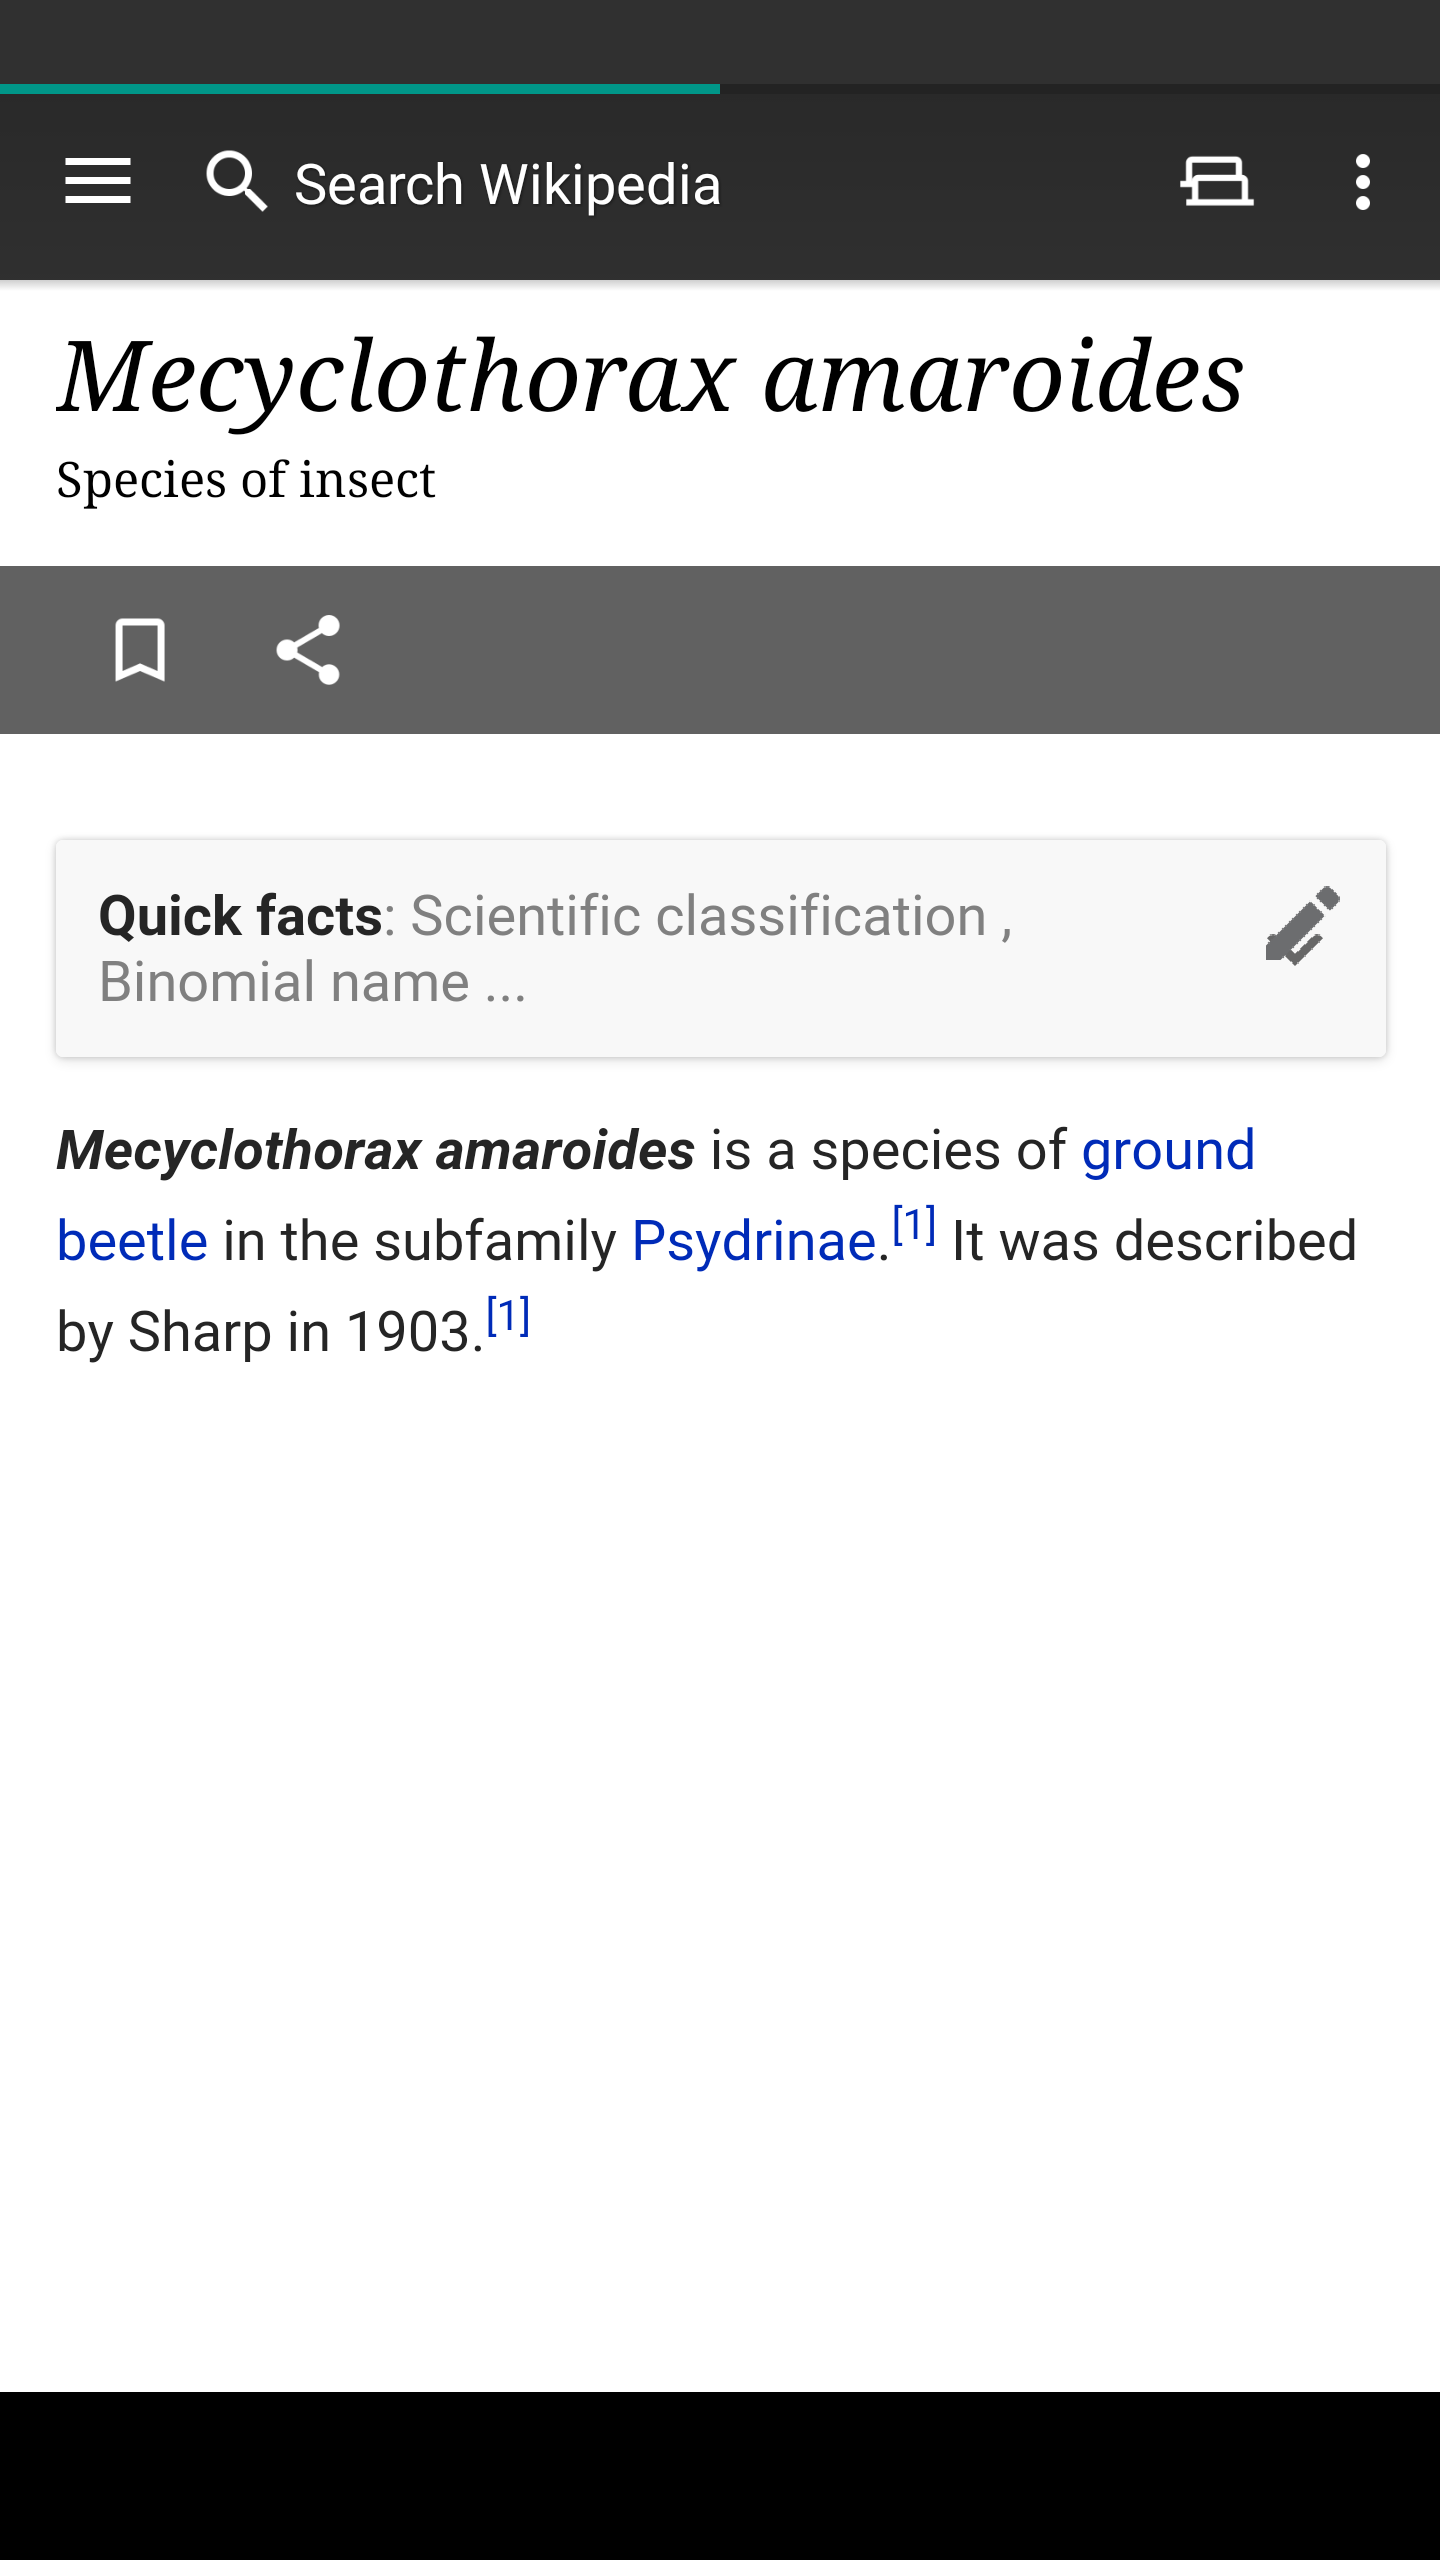 Search Wikipedia
Mecyclothorax amaroides
Species of insect
Quick facts: Scientific classification ,
Binomial name ...
Mecyclothorax amaroides is a species of ground
beetle in the subfamily Psydrinae.[1] It was described
by Sharp in 1903.[1]